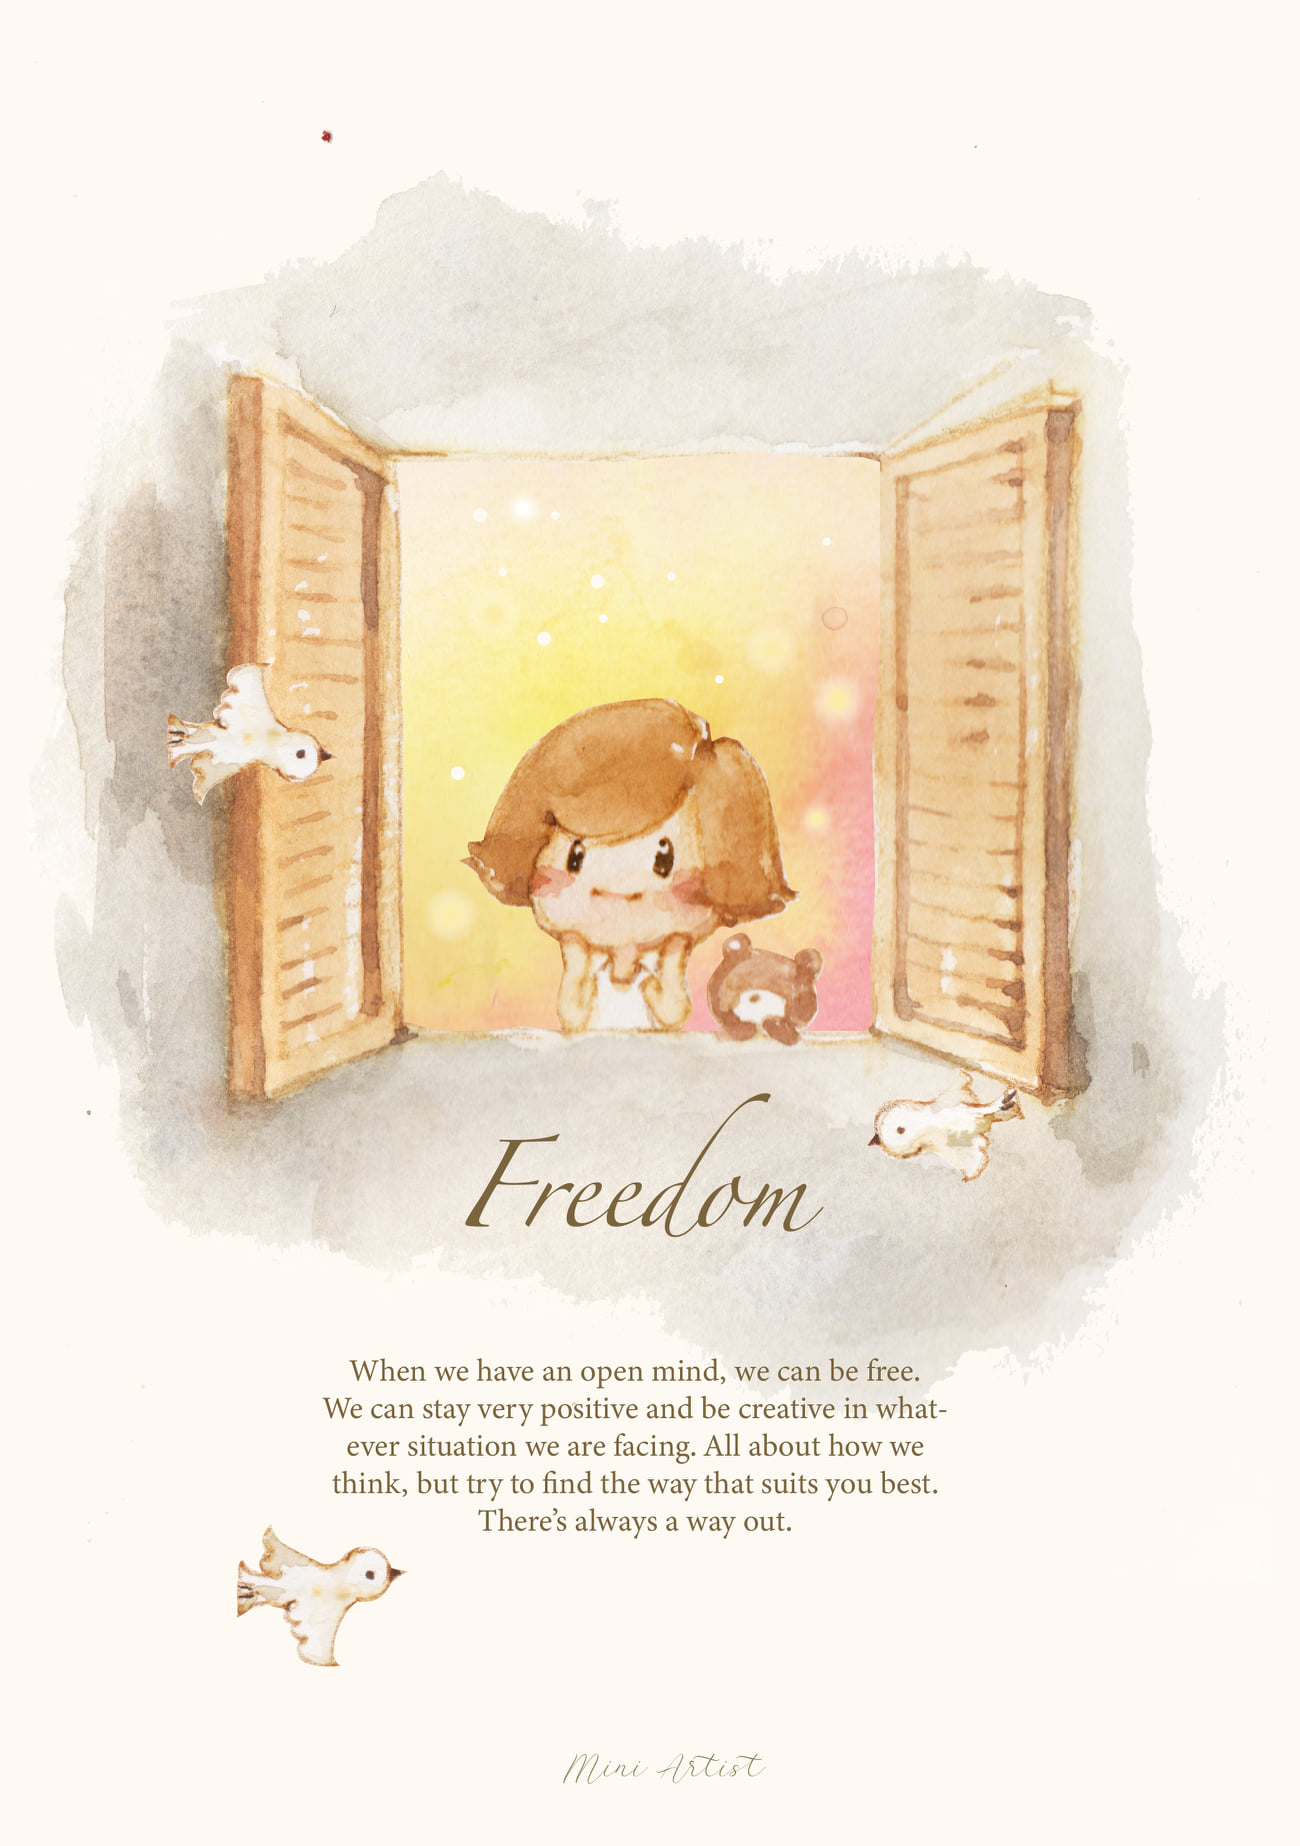 Freedom
When we have an open mind, we can be free.
We can stay very positive and be creative in what-
ever situation we are facing. All about how we
think, but try to find the way that suits you best.
There’s always a way out.
Mini Artist